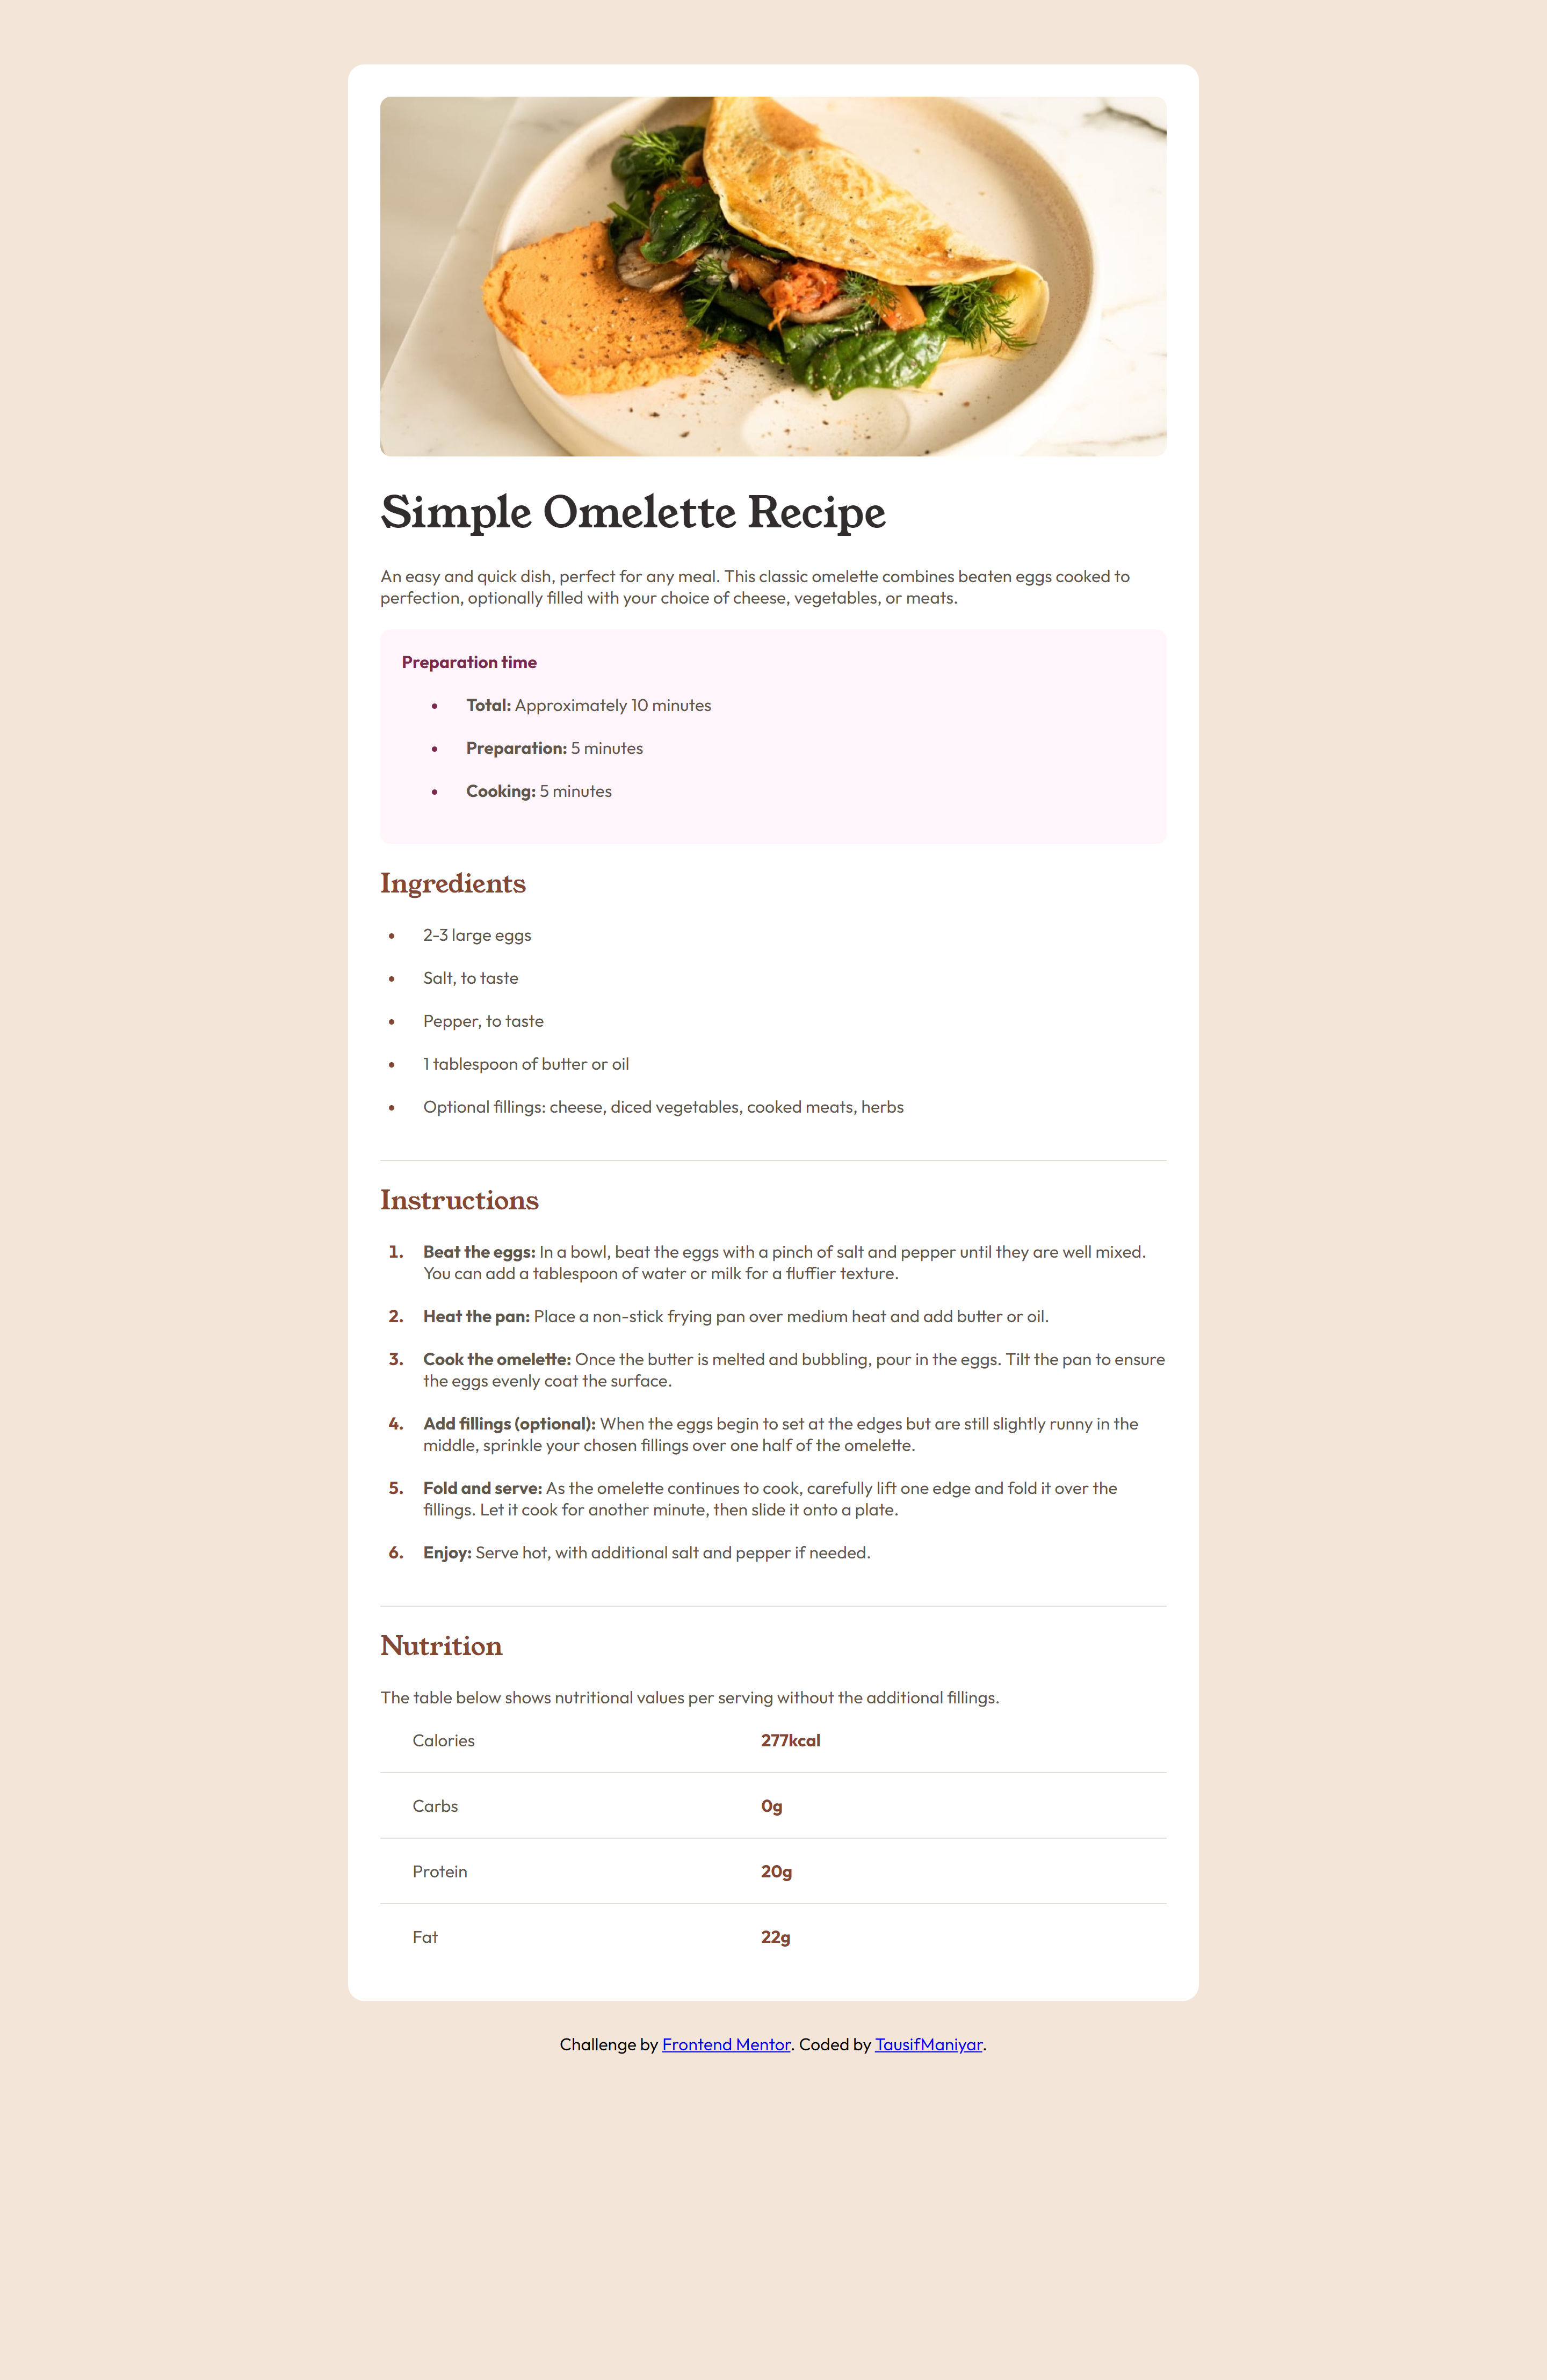 Simple Omelette Recipe
An easy and quick dish, perfect for any meal. This classic omelette combines beaten eggs cooked to
perfection, optionally filled with your choice of cheese, vegetables, or meats.
Preparation time
• Total: Approximately 10 minutes
• Preparation: 5 minutes
• Cooking: 5 minutes
Ingredients
• 2-3 large eggs
• Salt, to taste
• Pepper, to taste
• 1 tablespoon of butter or oil
• Optional fillings: cheese, diced vegetables, cooked meats, herbs
Instructions
1. Beat the eggs: In a bowl, beat the eggs with a pinch of salt and pepper until they are well mixed.
You can add a tablespoon of water or milk for a fluffier texture.
2. Heat the pan: Place a non-stick frying pan over medium heat and add butter or oil.
3. Cook the omelette: Once the butter is melted and bubbling, pour in the eggs. Tilt the pan to ensure
the eggs evenly coat the surface.
4. Add fillings (optional): When the eggs begin to set at the edges but are still slightly runny in the
middle, sprinkle your chosen fillings over one half of the omelette.
5. Fold and serve: As the omelette continues to cook, carefully lift one edge and fold it over the
fillings. Let it cook for another minute, then slide it onto a plate.
6. Enjoy: Serve hot, with additional salt and pepper if needed.
Nutrition
The table below shows nutritional values per serving without the additional fillings.
Calories 277kcal
Carbs 0g
Protein 20g
Fat 22g
Challenge by Frontend Mentor. Coded by TausifManiyar.